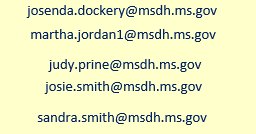 josenda.dockery@msdh.ms.gov
martha.jordan1@msdh.ms.gov
judy.prine@msdh.ms.gov
josie.smith@msdh.ms.gov
sandra.smith@msdh.ms.gov